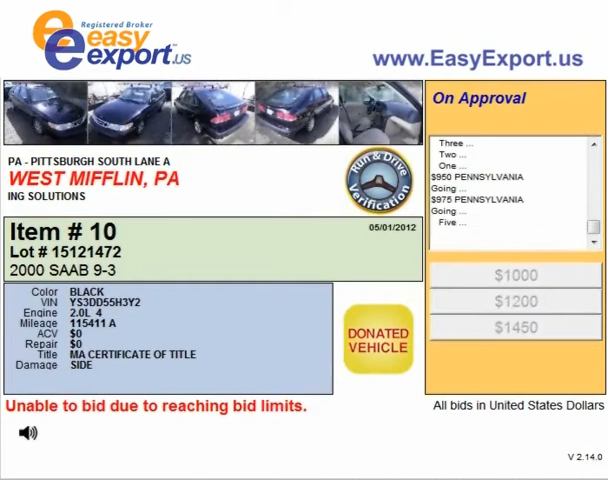 Registered Broker
easy
export.us
www.EasyExport.us
On Approval
PA - PITTSBURGH SOUTH LANE A
WEST MIFFLIN, PA
ING SOLUTIONS
Run & Drive
Verification
Three ...
Two ...
One ...
$950 PENNSYLVANIA
Going ...
$975 PENNSYLVANIA
Going ...
Five ...
Item # 10
05/01/2012
Lot # 15121472
2000 SAAB 9-3
$1000
$1200
$1450
Color BLACK
VIN YS3DD55H3Y2
Engine 2.0L 4
Mileage 115411 A
ACV $0
Repair $0
Title MA CERTIFICATE OF TITLE
Damage SIDE
DONATED
VEHICLE
Unable to bid due to reaching bid limits.
All bids in United States Dollars
V 2.14.0